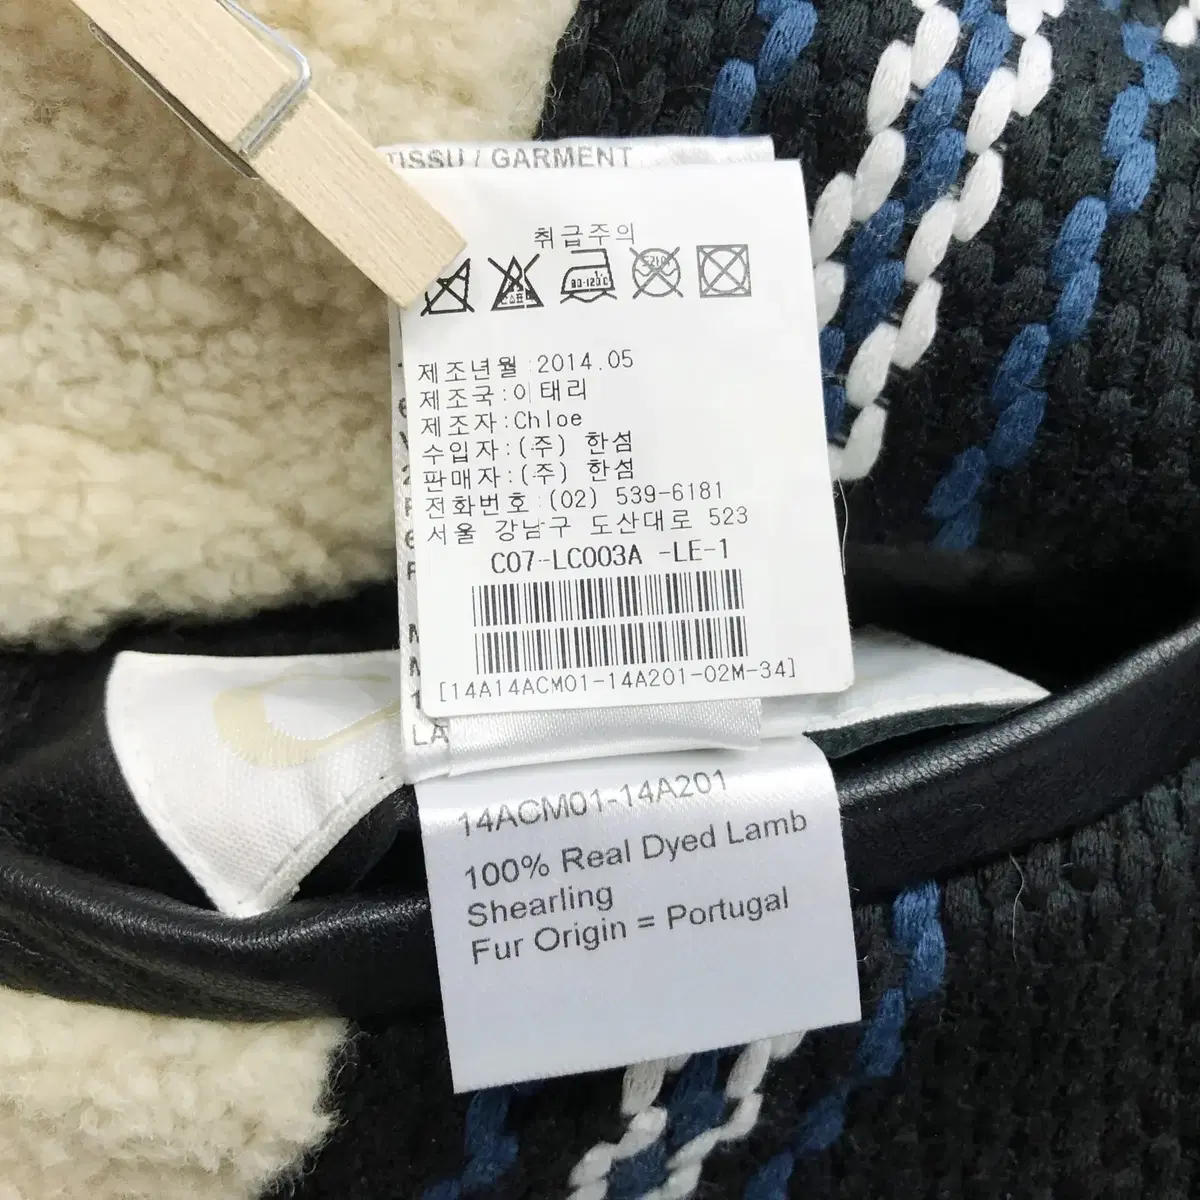 TISSU / GARMENT
취급주의
80-120℃
제조년월:2014.05
제조국:이태리
제조자:Chloe
수입자:(주) 한섬
판매자:(주) 한섬
전화번호:(02) 539-6181
서울 강남구 도산대로 523
C07-LC003A -LE-1
[14A14ACM01-14A201-02M-34]
LA
14ACM01-14A201
100% Real Dyed Lamb
Shearling
Fur Origin = Portugal